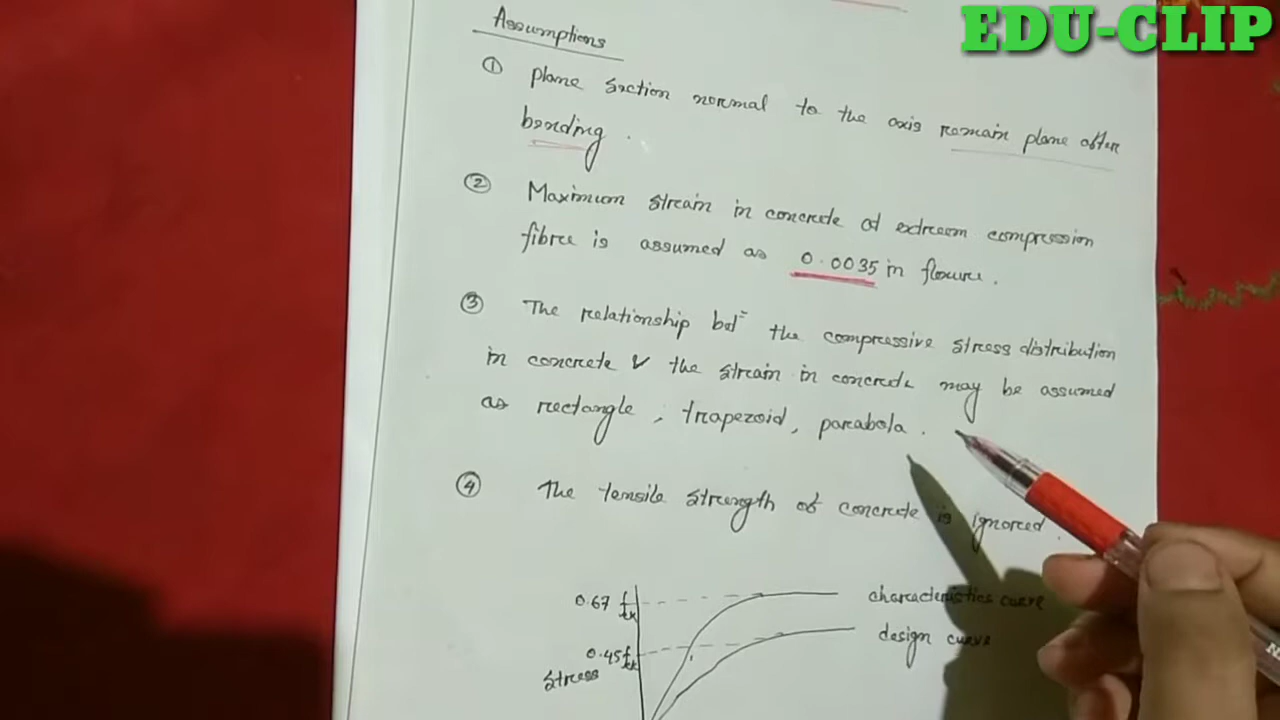 EDU-CLIP
Assumptions
① plane section normal to the axis remain plane after
bending.
② Maximum strain in concrete at extream compression
fibre is assumed as 0.0035 in flexure.
③ The relationship betⁿ the compressive stress distribution
in concrete & the strain in concrete may be assumed
as rectangle, trapezoid, parabola.
④ The tensile strength of concrete is ignored.
0.67 fck
characteristics curve
design curve
0.45fck
stress